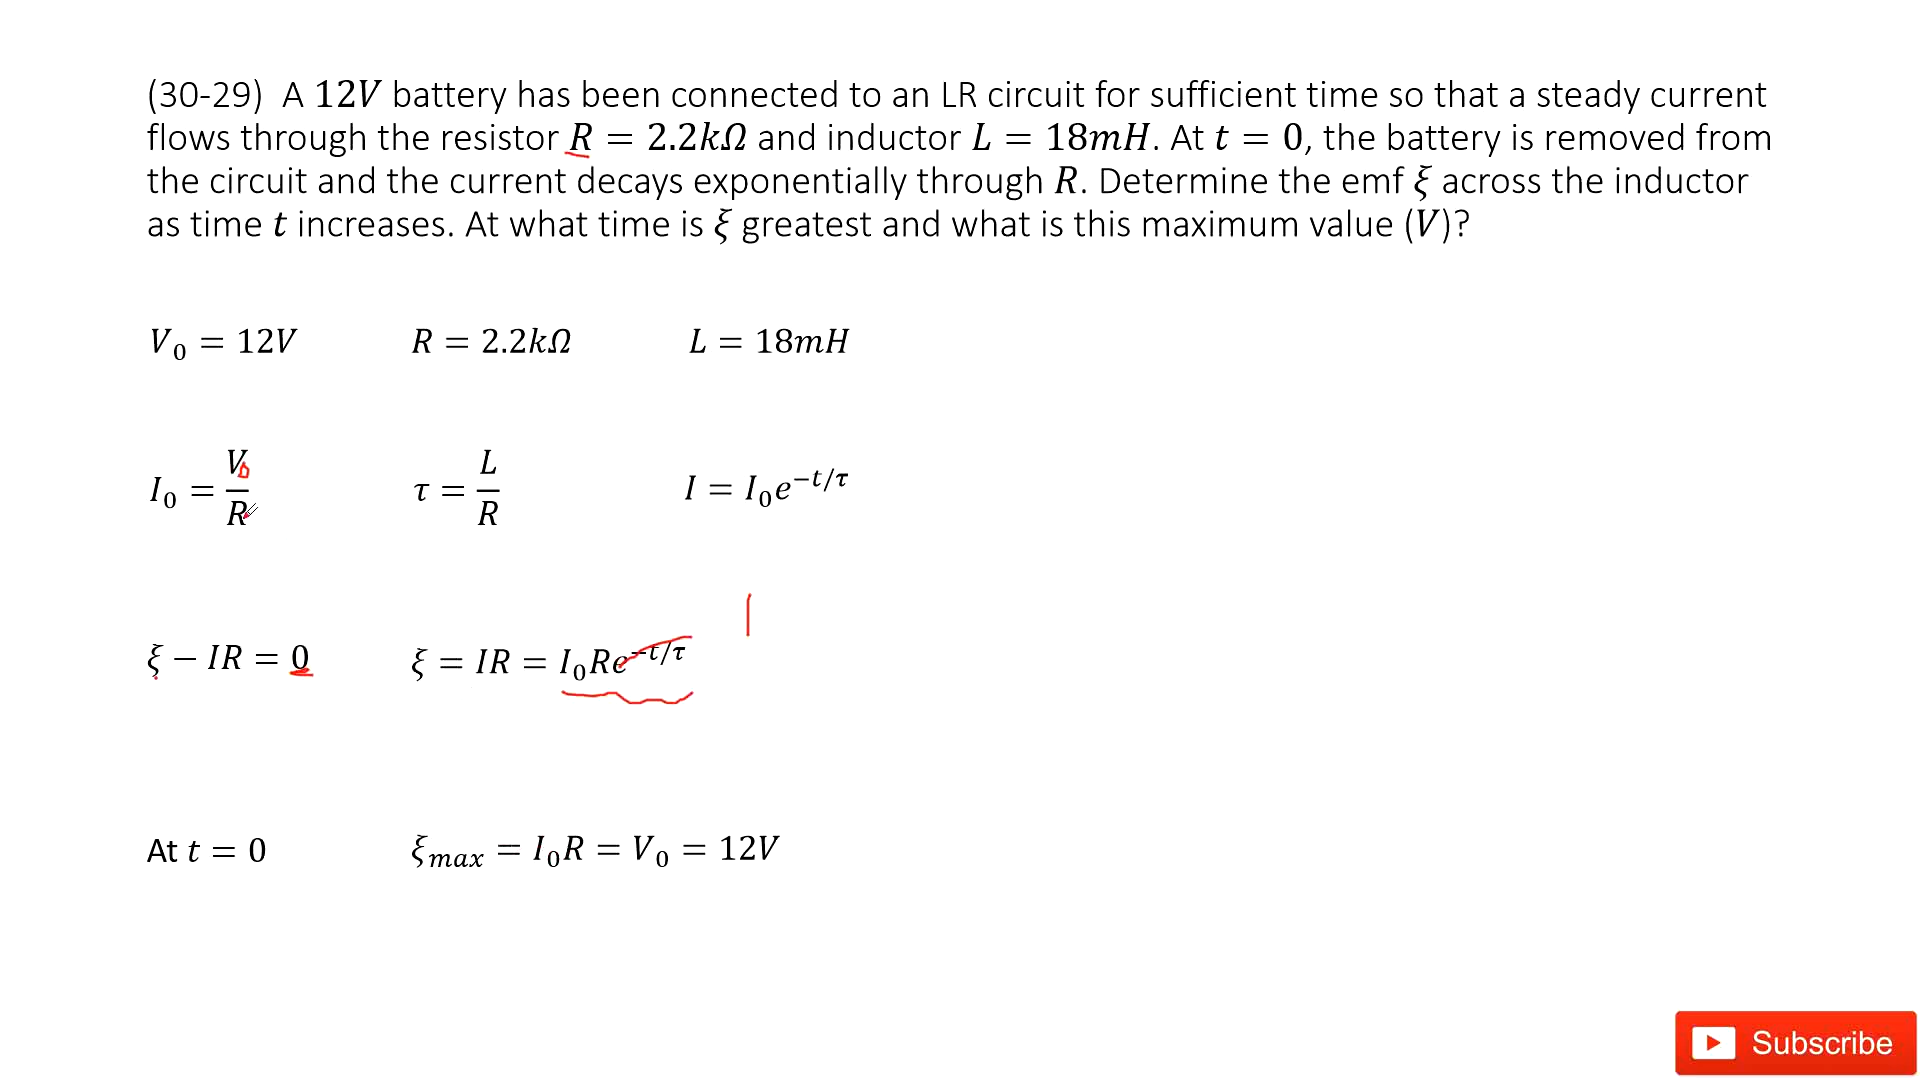 (30-29) A 12V battery has been connected to an LR circuit for sufficient time so that a steady current
flows through the resistor R = 2.2kΩ and inductor L = 18mH. At t = 0, the battery is removed from
the circuit and the current decays exponentially through R. Determine the emf ξ across the inductor
as time t increases. At what time is ξ greatest and what is this maximum value (V)?
V₀ = 12V R = 2.2kΩ L = 18mH
I₀ = V₀/R τ = L/R I = I₀e^(−t/τ)
ξ − IR = 0 ξ = IR = I₀Re^(−t/τ)
At t = 0 ξmax = I₀R = V₀ = 12V
Subscribe